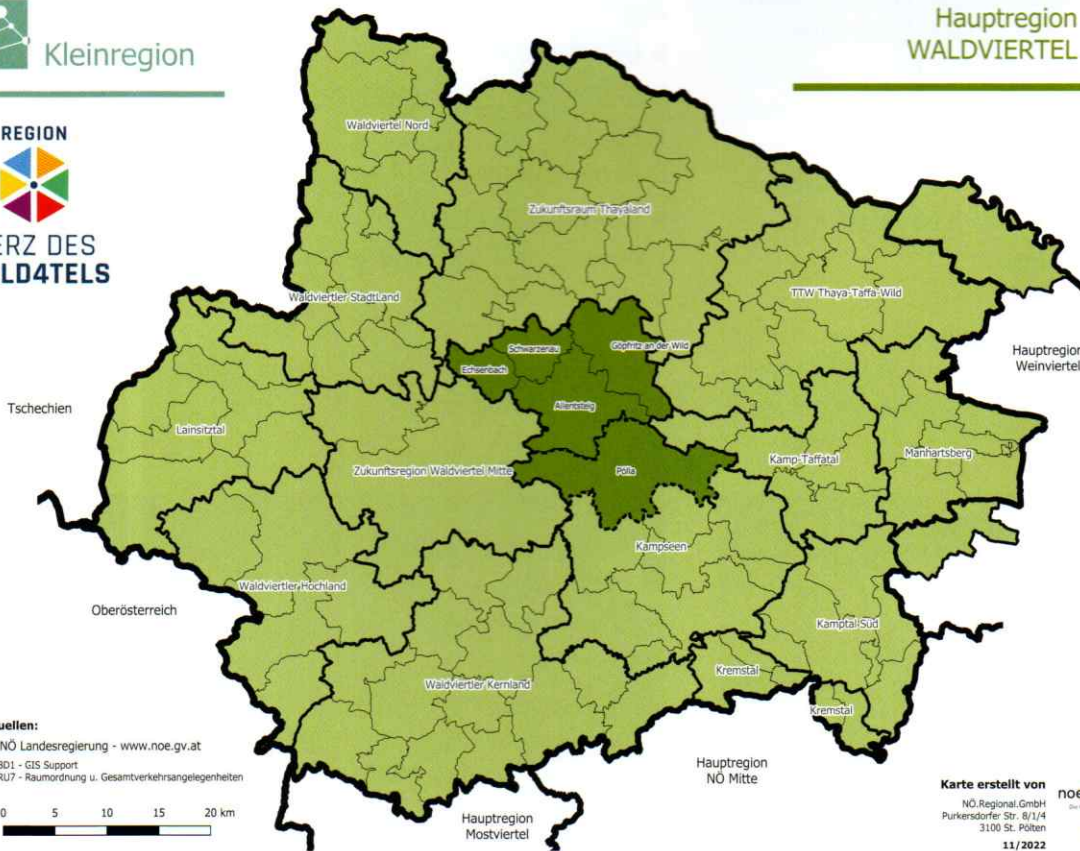 Kleinregion
Hauptregion
WALDVIERTEL
REGION
ERZ DES
LD4TELS
Waldviertel Nord
Zukunftsraum Thayaland
Waldviertler StadtLand
TTW Thaya-Taffa-Wild
Schwarzenau
Göpfritz an der Wild
Echsenbach
Hauptregion
Weinviertel
Allentsteig
Tschechien
Lainsitztal
Zukunftsregion Waldviertel Mitte
Pölla
Kamp-Taffatal
Manhartsberg
Kampseen
Waldviertler Hochland
Oberösterreich
Kamptal-Süd
Waldviertler Kernland
Kremstal
Kremstal
uellen:
NÖ Landesregierung - www.noe.gv.at
BD1 - GIS Support
RU7 - Raumordnung u. Gesamtverkehrsangelegenheiten
0 5 10 15 20 km
Hauptregion
NÖ Mitte
Hauptregion
Mostviertel
Karte erstellt von
NÖ.Regional.GmbH
Purkersdorfer Str. 8/1/4
3100 St. Pölten
11/2022
noe